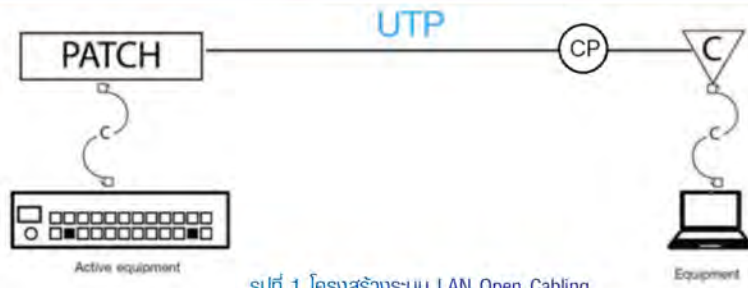 UTP
PATCH
CP
C
C
C
Active equipment
Equipment
รูปที่ 1 โครงสร้างระบบ LAN Open Cabling